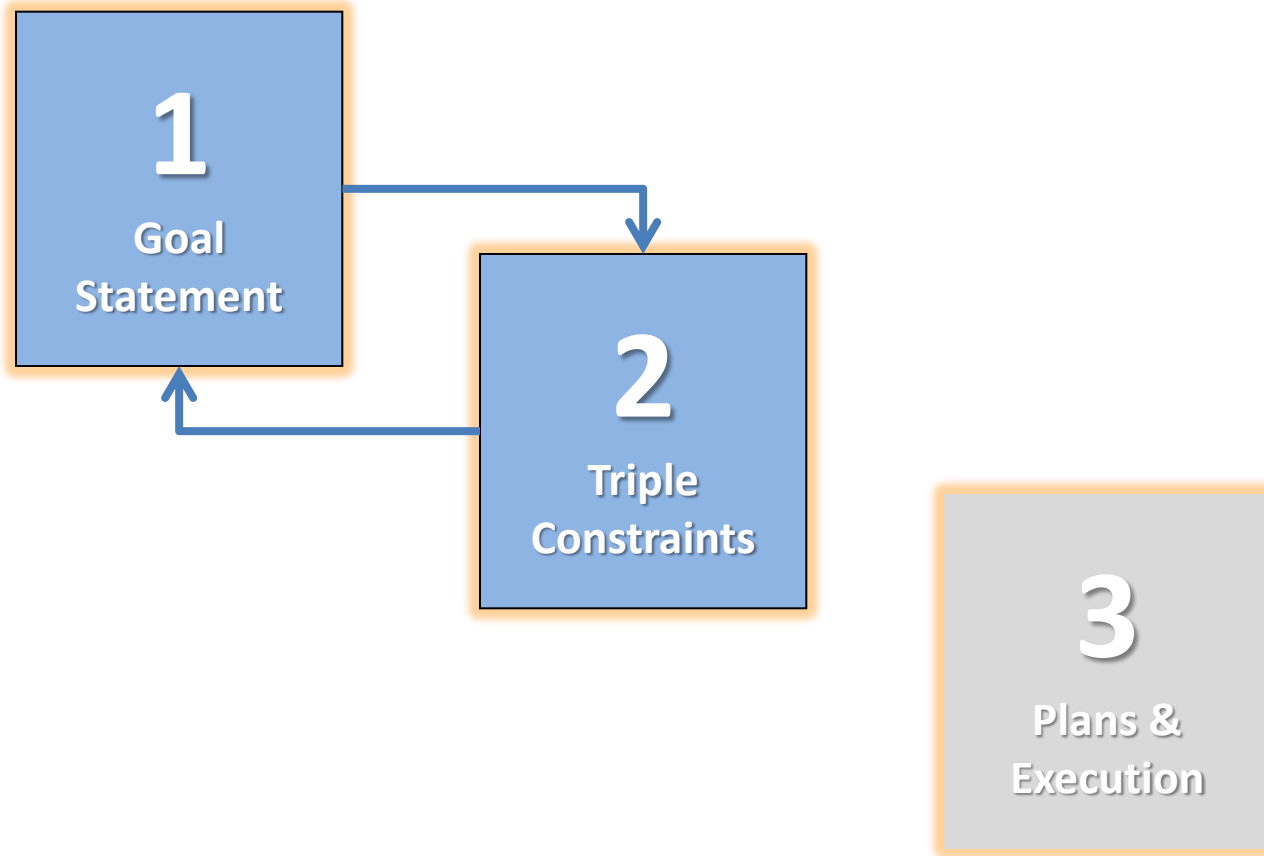 1
Goal
Statement
2
Triple
Constraints
3
Plans &
Execution